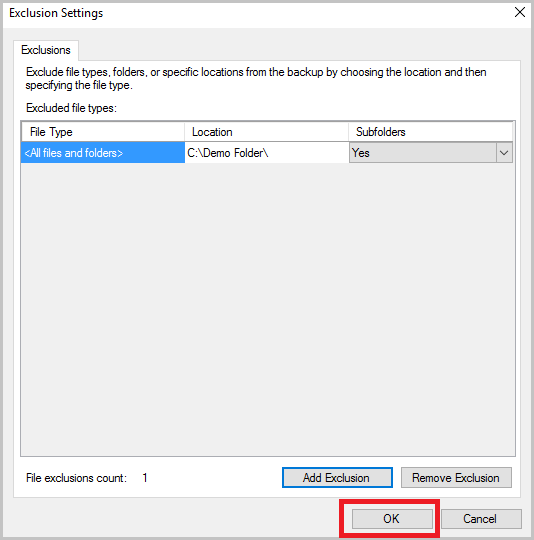 Exclusion Settings
Exclusions
Exclude file types, folders, or specific locations from the backup by choosing the location and then
specifying the file type.
Excluded file types:
File Type Location Subfolders
<All files and folders> C:\Demo Folder\ Yes
File exclusions count: 1 Add Exclusion Remove Exclusion
OK Cancel